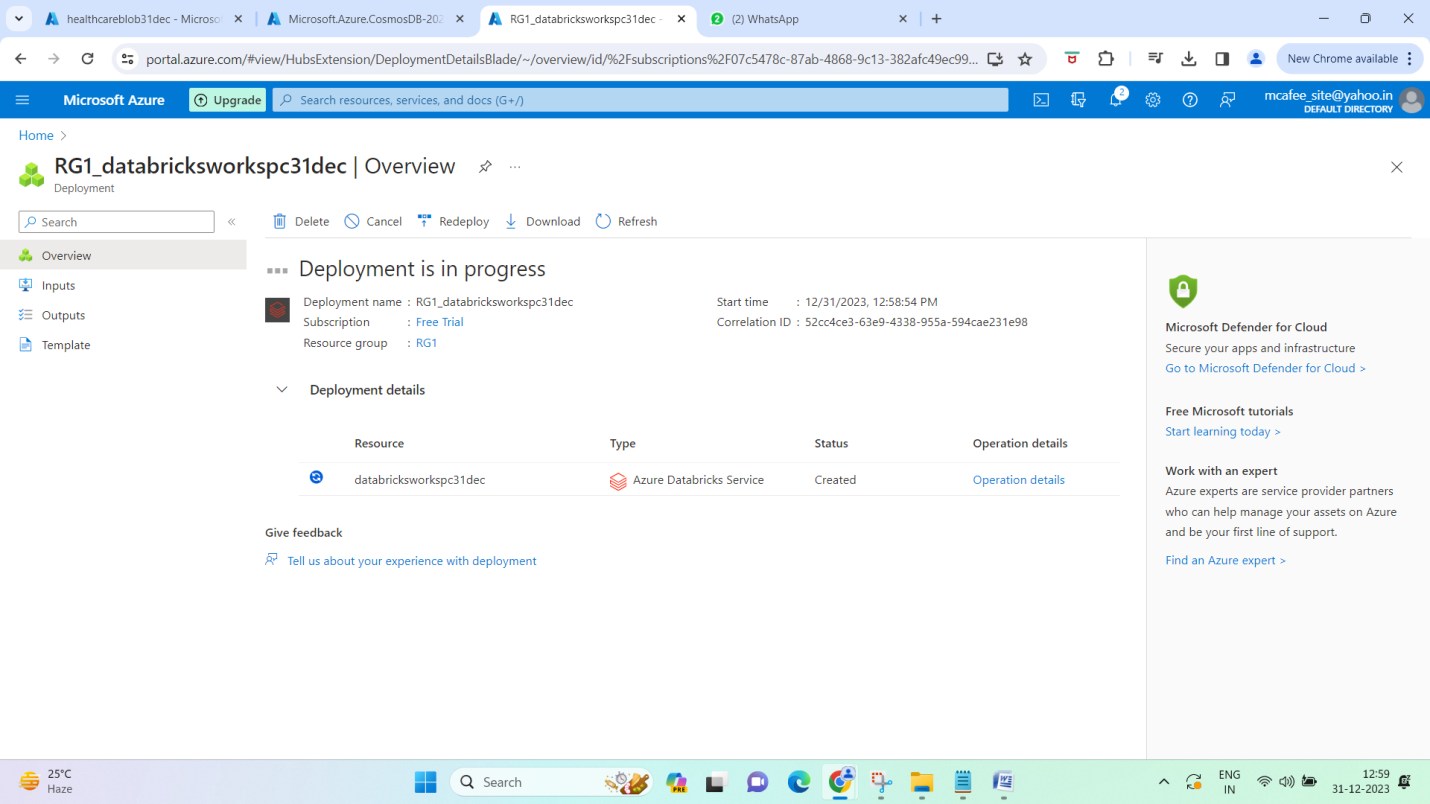 healthcareblob31dec - Microso
Microsoft.Azure.CosmosDB-202
RG1_databricksworkspc31dec -
2
(2) WhatsApp
portal.azure.com/#view/HubsExtension/DeploymentDetailsBlade/~/overview/id/%2Fsubscriptions%2F07c5478c-87ab-4868-9c13-382afc49ec99...
New Chrome available
Microsoft Azure
Upgrade
Search resources, services, and docs (G+/)
2
mcafee_site@yahoo.in
DEFAULT DIRECTORY
Home >
RG1_databricksworkspc31dec | Overview
...
Deployment
Search
«
Delete
Cancel
Redeploy
Download
Refresh
Overview
Inputs
Outputs
Template
Deployment is in progress
Deployment name : RG1_databricksworkspc31dec
Subscription : Free Trial
Resource group : RG1
Start time : 12/31/2023, 12:58:54 PM
Correlation ID : 52cc4ce3-63e9-4338-955a-594cae231e98
Deployment details
Resource Type Status Operation details
databricksworkspc31dec Azure Databricks Service Created Operation details
Give feedback
Tell us about your experience with deployment
Microsoft Defender for Cloud
Secure your apps and infrastructure
Go to Microsoft Defender for Cloud >
Free Microsoft tutorials
Start learning today >
Work with an expert
Azure experts are service provider partners
who can help manage your assets on Azure
and be your first line of support.
Find an Azure expert >
25°C
Haze
Search
PRE
ENG
IN
12:59
31-12-2023